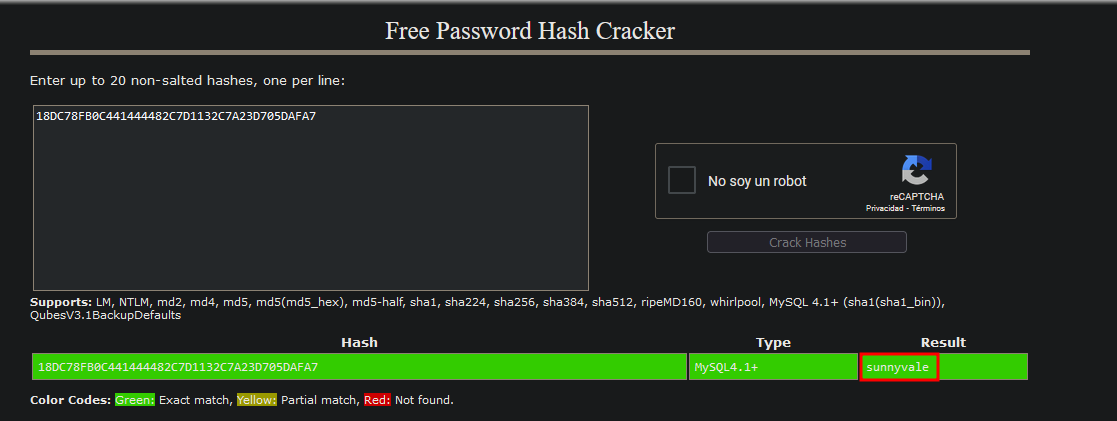 Free Password Hash Cracker
Enter up to 20 non-salted hashes, one per line:
18DC78FB0C441444482C7D1132C7A23D705DAFA7
No soy un robot
reCAPTCHA
Privacidad - Términos
Crack Hashes
Supports: LM, NTLM, md2, md4, md5, md5(md5_hex), md5-half, sha1, sha224, sha256, sha384, sha512, ripeMD160, whirlpool, MySQL 4.1+ (sha1(sha1_bin)),
QubesV3.1BackupDefaults
Hash Type Result
18DC78FB0C441444482C7D1132C7A23D705DAFA7 MySQL4.1+ sunnyvale
Color Codes: Green: Exact match, Yellow: Partial match, Red: Not found.